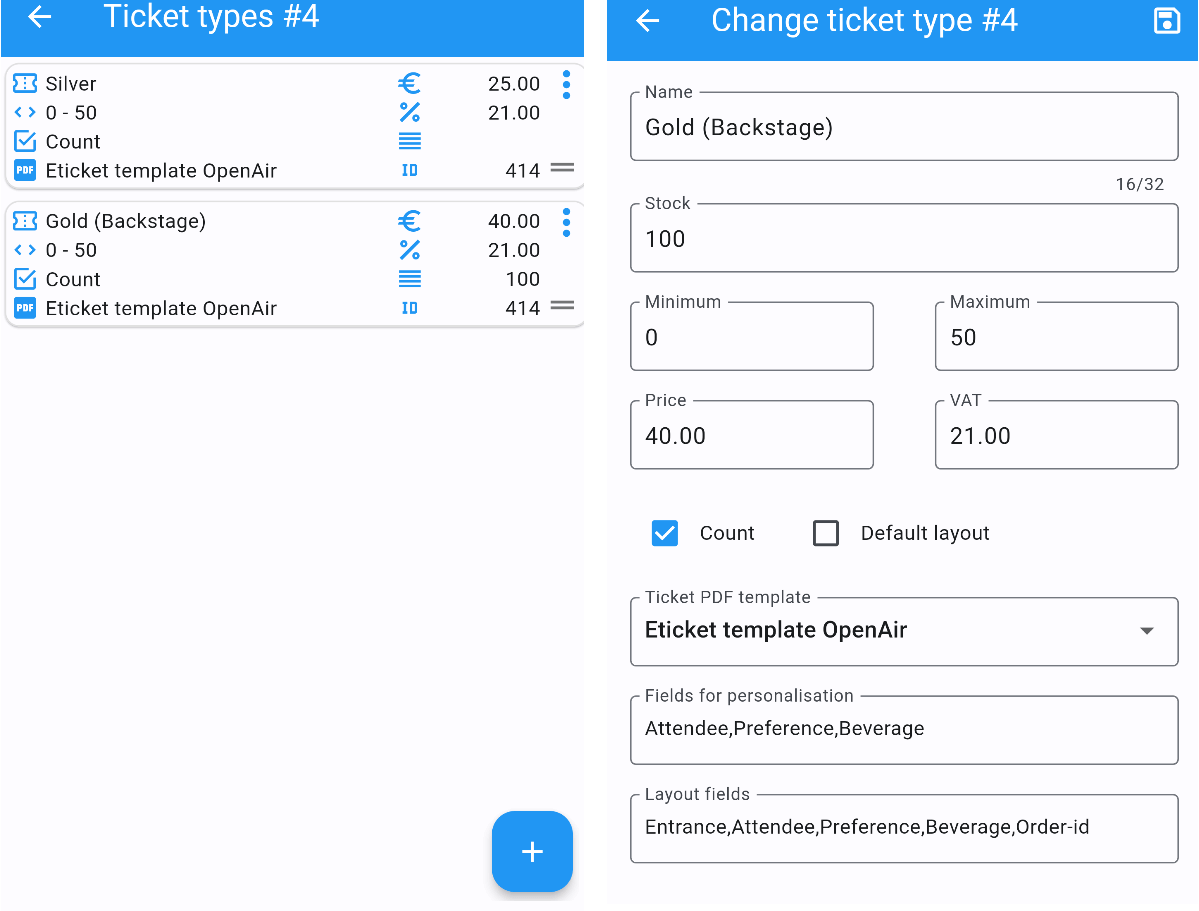 Ticket types #4
Silver € 25.00
<> 0 - 50 % 21.00
Count
PDF Eticket template OpenAir ID 414
Gold (Backstage) € 40.00
<> 0 - 50 % 21.00
Count 100
PDF Eticket template OpenAir ID 414
+
Change ticket type #4
Name
Gold (Backstage)
16/32
Stock
100
Minimum Maximum
0 50
Price VAT
40.00 21.00
Count Default layout
Ticket PDF template
Eticket template OpenAir
Fields for personalisation
Attendee,Preference,Beverage
Layout fields
Entrance,Attendee,Preference,Beverage,Order-id